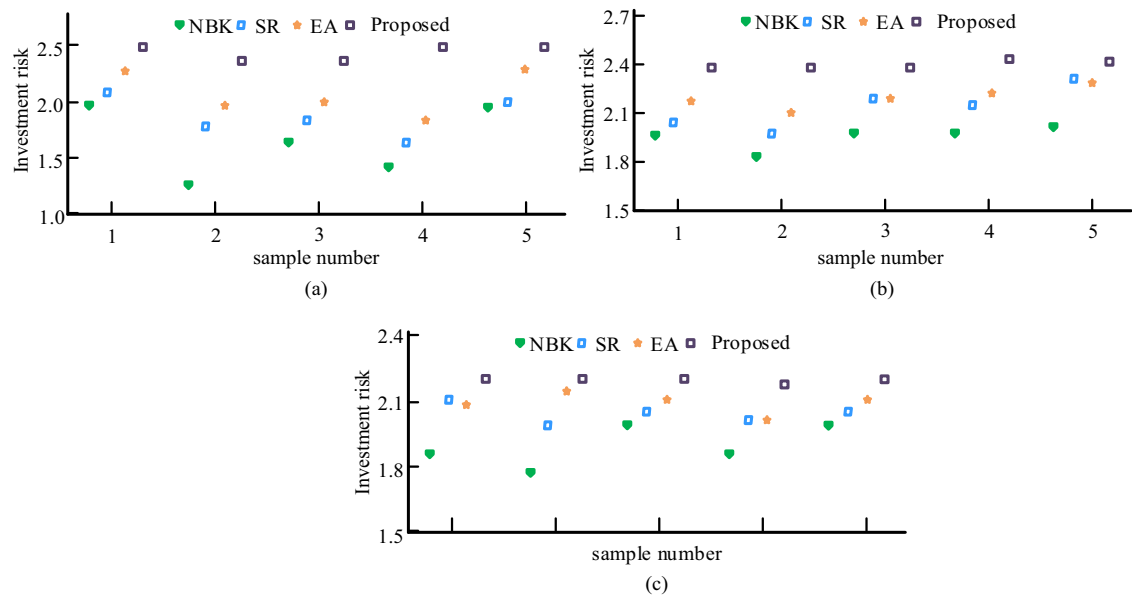 NBK SR EA Proposed
Investment risk
2.5
2.0
1.5
1.0
1 2 3 4 5
sample number
(a)
NBK SR EA Proposed
Investment risk
2.7
2.4
2.1
1.8
1.5
1 2 3 4 5
sample number
(b)
NBK SR EA Proposed
Investment risk
2.4
2.1
1.8
1.5
sample number
(c)